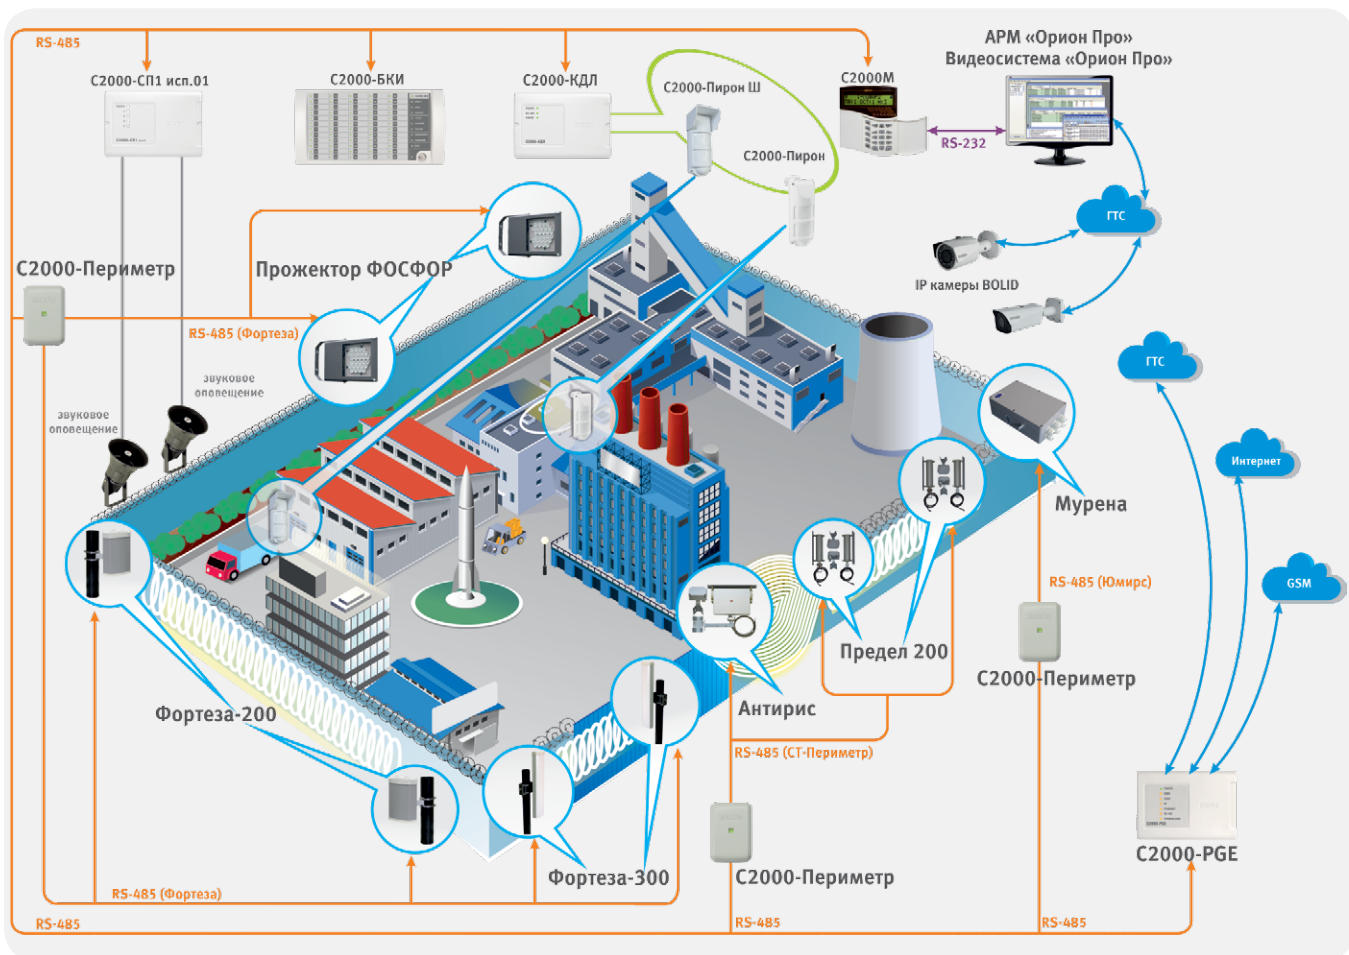 АРМ «Орион Про»
Видеосистема «Орион Про»
RS-485
С2000-СП1 исп.01
С2000-БКИ
С2000-КДЛ
С2000-Пирон Ш
С2000М
RS-232
С2000-Пирон
ГТС
С2000-Периметр
Прожектор ФОСФОР
IP камеры BOLID
RS-485 (Фортеза)
ГТС
звуковое
оповещение
звуковое
оповещение
Интернет
Мурена
RS-485 (Юмирс)
GSM
Предел 200
С2000-Периметр
Антирис
Фортеза-200
RS-485 (СТ-Периметр)
С2000-PGE
Фортеза-300
С2000-Периметр
RS-485 (Фортеза)
RS-485
RS-485
RS-485